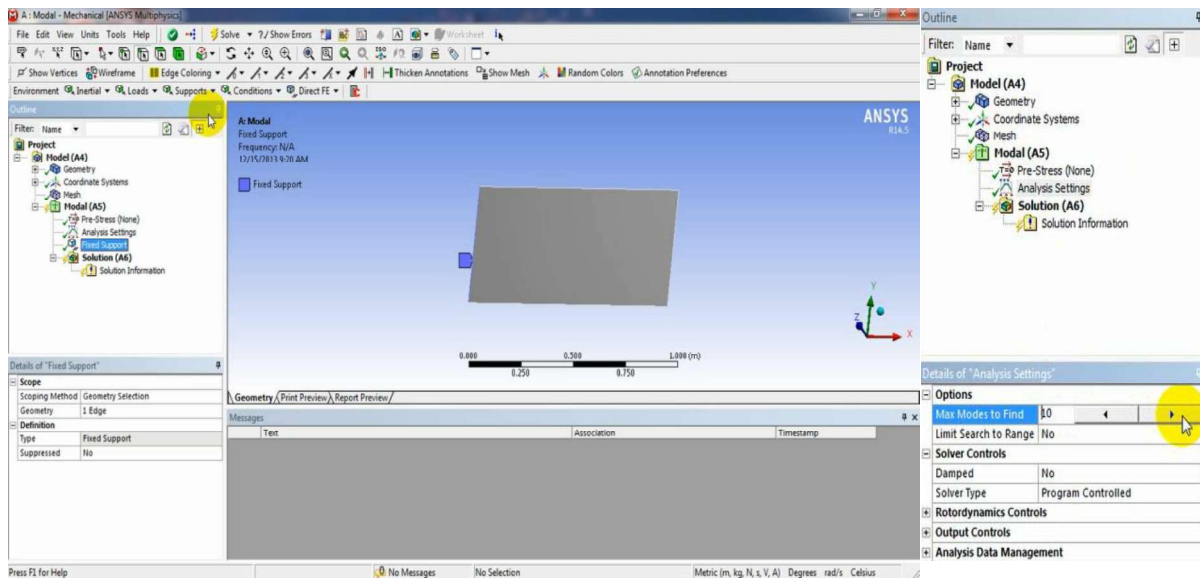 A : Modal - Mechanical [ANSYS Multiphysics]
File Edit View Units Tools Help Solve ?/ Show Errors Worksheet
Show Vertices Wireframe Edge Coloring Thicken Annotations Show Mesh Random Colors Annotation Preferences
Environment Inertial Loads Supports Conditions Direct FE
Outline
Filter: Name
Project
Model (A4)
Geometry
Coordinate Systems
Mesh
Modal (A5)
Pre-Stress (None)
Analysis Settings
Fixed Support
Solution (A6)
Solution Information
Details of "Fixed Support"
Scope
Scoping Method Geometry Selection
Geometry 1 Edge
Definition
Type Fixed Support
Suppressed No
A: Modal
Fixed Support
Frequency: N/A
12/15/2013 9:20 AM
Fixed Support
ANSYS
R14.5
Y
Z
X
0.000 0.500 1.000 (m)
0.250 0.750
Geometry Print Preview Report Preview
Messages
Text Association Timestamp
Press F1 for Help No Messages No Selection Metric (m, kg, N, s, V, A) Degrees rad/s Celsius
Outline
Filter: Name
Project
Model (A4)
Geometry
Coordinate Systems
Mesh
Modal (A5)
Pre-Stress (None)
Analysis Settings
Solution (A6)
Solution Information
Details of "Analysis Settings"
Options
Max Modes to Find 10
Limit Search to Range No
Solver Controls
Damped No
Solver Type Program Controlled
Rotordynamics Controls
Output Controls
Analysis Data Management